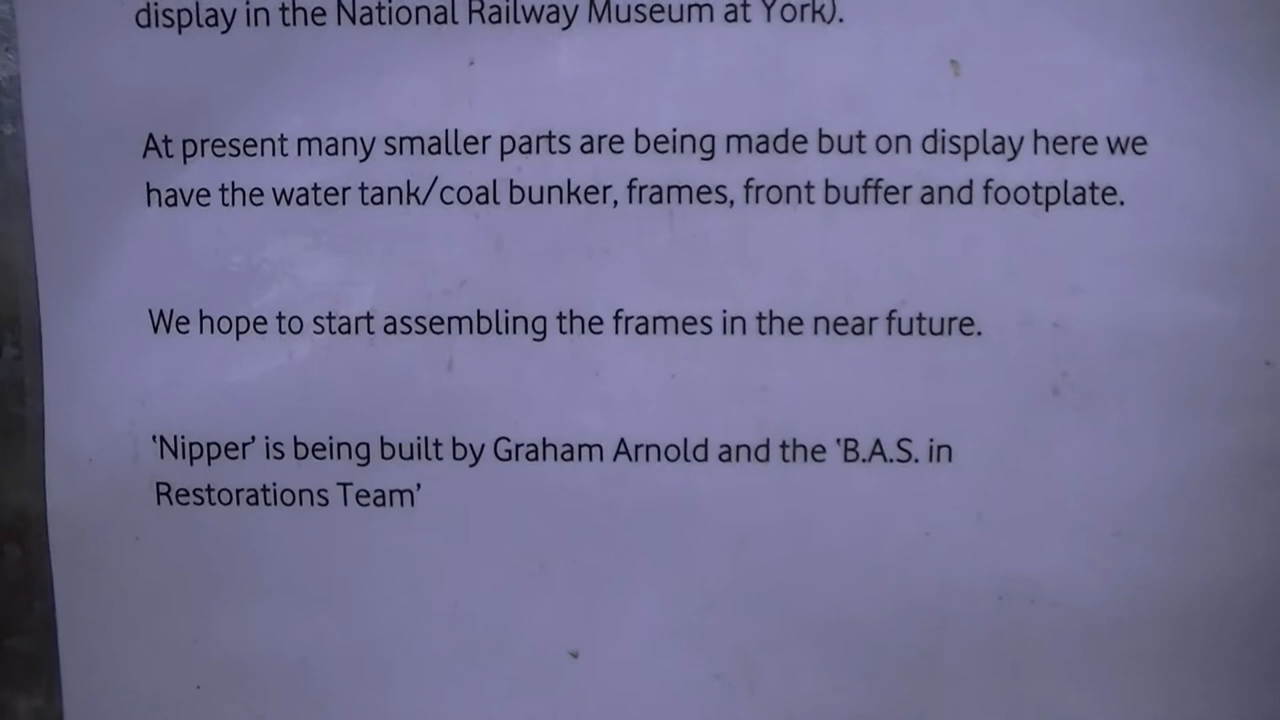 display in the National Railway Museum at York).
At present many smaller parts are being made but on display here we
have the water tank/coal bunker, frames, front buffer and footplate.
We hope to start assembling the frames in the near future.
‘Nipper’ is being built by Graham Arnold and the ‘B.A.S. in
Restorations Team’